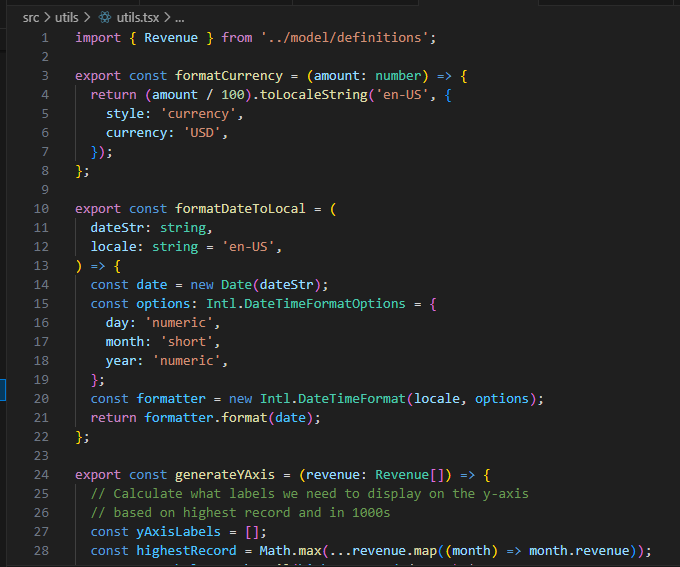 src > utils > utils.tsx > ...
1 import { Revenue } from '../model/definitions';
2
3 export const formatCurrency = (amount: number) => {
4   return (amount / 100).toLocaleString('en-US', {
5     style: 'currency',
6     currency: 'USD',
7   });
8 };
9
10 export const formatDateToLocal = (
11   dateStr: string,
12   locale: string = 'en-US',
13 ) => {
14   const date = new Date(dateStr);
15   const options: Intl.DateTimeFormatOptions = {
16     day: 'numeric',
17     month: 'short',
18     year: 'numeric',
19   };
20   const formatter = new Intl.DateTimeFormat(locale, options);
21   return formatter.format(date);
22 };
23
24 export const generateYAxis = (revenue: Revenue[]) => {
25   // Calculate what labels we need to display on the y-axis
26   // based on highest record and in 1000s
27   const yAxisLabels = [];
28   const highestRecord = Math.max(...revenue.map((month) => month.revenue));